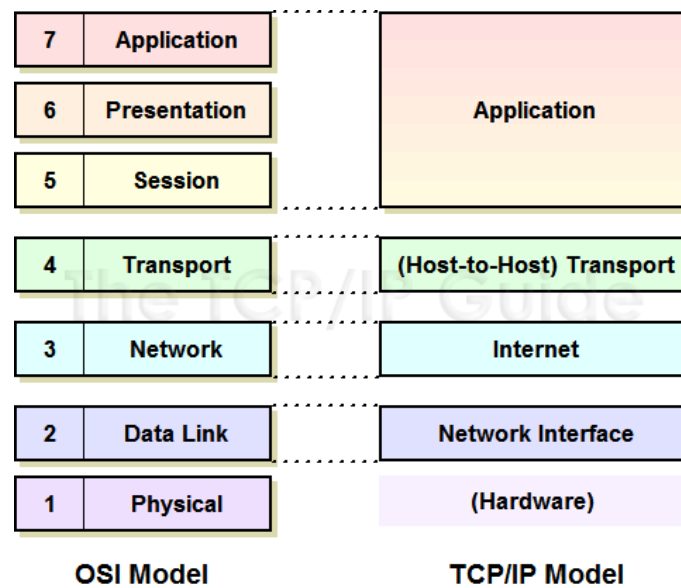 7 Application
6 Presentation
5 Session
Application
4 Transport
(Host-to-Host) Transport
The TCP/IP Guide
3 Network
Internet
2 Data Link
Network Interface
1 Physical
(Hardware)
OSI Model
TCP/IP Model